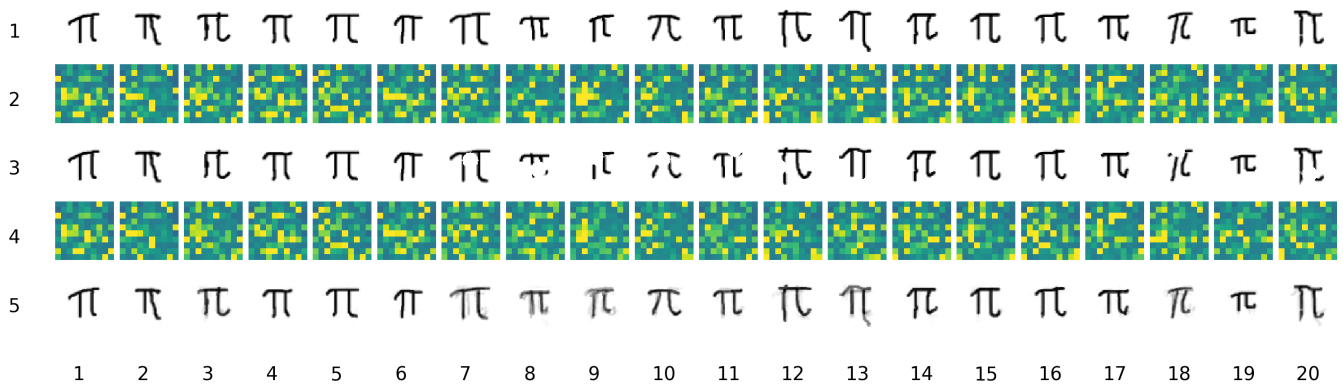 1 π π π π π π π π π π π π π π π π π π π π
2
3 π π π π π π π π π π π π π π
4
5 π π π π π π π π π π π π π π π π π π π π
1 2 3 4 5 6 7 8 9 10 11 12 13 14 15 16 17 18 19 20